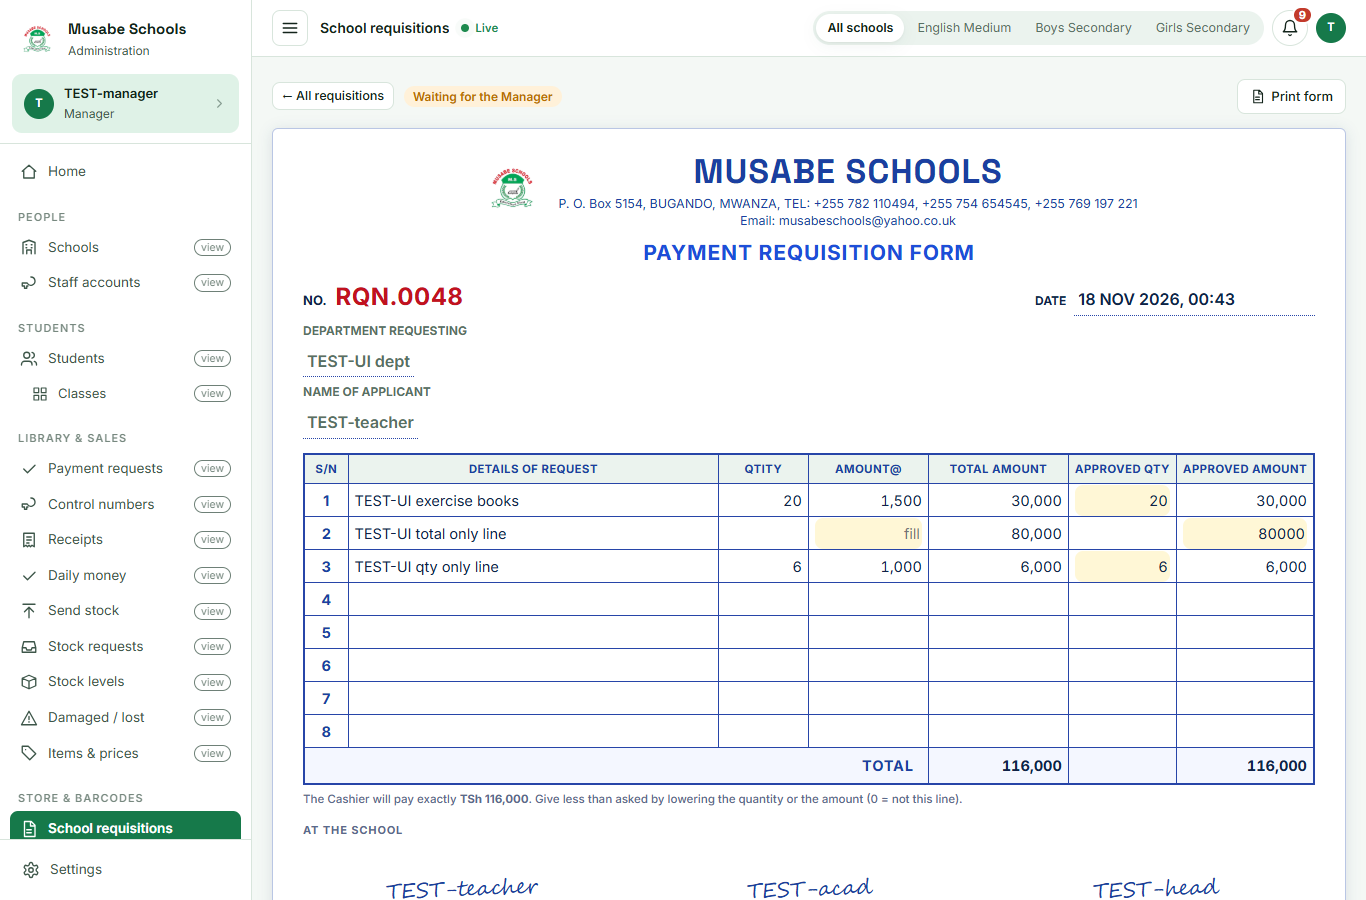 Musabe Schools
Administration
T
TEST-manager
Manager
Home
PEOPLE
Schools view
Staff accounts view
STUDENTS
Students view
Classes view
LIBRARY & SALES
Payment requests view
Control numbers view
Receipts view
Daily money view
Send stock view
Stock requests view
Stock levels view
Damaged / lost view
Items & prices view
STORE & BARCODES
School requisitions
Settings
School requisitions Live
All schools English Medium Boys Secondary Girls Secondary 9 T
← All requisitions Waiting for the Manager Print form
MUSABE SCHOOLS
P. O. Box 5154, BUGANDO, MWANZA, TEL: +255 782 110494, +255 754 654545, +255 769 197 221
Email: musabeschools@yahoo.co.uk
PAYMENT REQUISITION FORM
NO. RQN.0048 DATE 18 NOV 2026, 00:43
DEPARTMENT REQUESTING
TEST-UI dept
NAME OF APPLICANT
TEST-teacher
S/N DETAILS OF REQUEST QTITY AMOUNT@ TOTAL AMOUNT APPROVED QTY APPROVED AMOUNT
1 TEST-UI exercise books 20 1,500 30,000 20 30,000
2 TEST-UI total only line fill 80,000 80000
3 TEST-UI qty only line 6 1,000 6,000 6 6,000
4
5
6
7
8
TOTAL 116,000 116,000
The Cashier will pay exactly TSh 116,000. Give less than asked by lowering the quantity or the amount (0 = not this line).
AT THE SCHOOL
TEST-teacher TEST-acad TEST-head